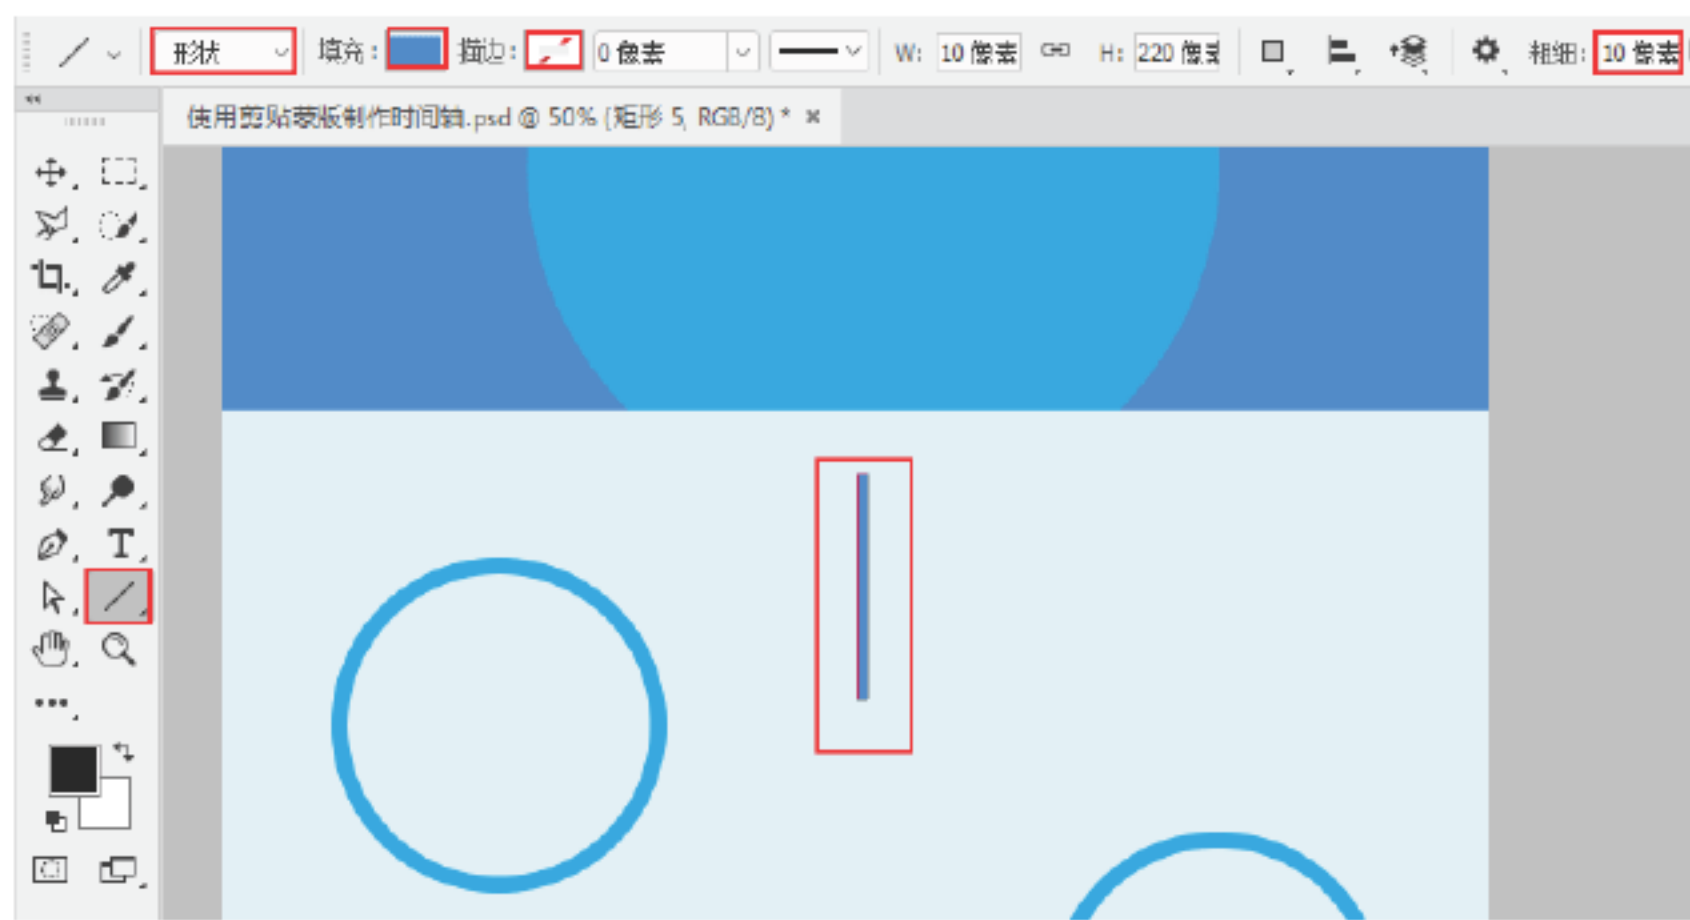 形状 填充: 描边: 0 像素 W: 10 像素 H: 220 像素 粗细: 10 像素
使用剪贴蒙版制作时间轴.psd @ 50% (矩形 5, RGB/8) *